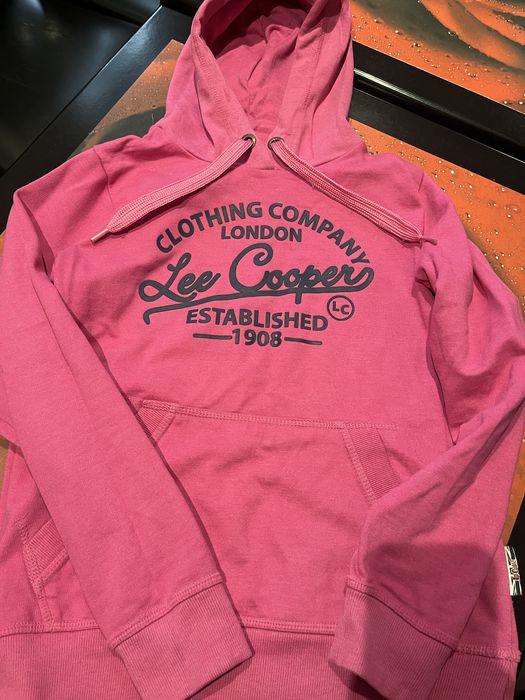 CLOTHING COMPANY
LONDON
Lee Cooper
LC
ESTABLISHED
1908